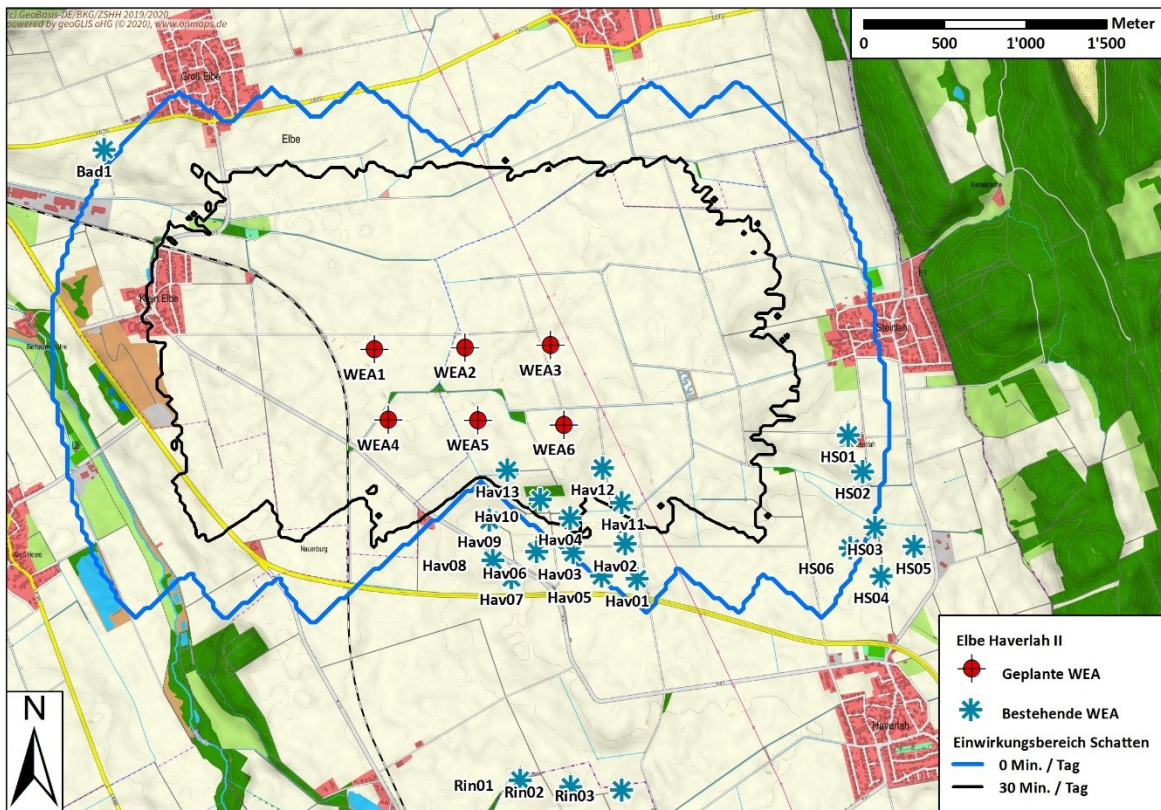 (c) GeoBasis-DE/BKG/ZSHH 2019/2020
powered by geoGLIS oHG (© 2020), www.onmaps.de
Meter
0 500 1'000 1'500
Groß Elbe
Elbe
Bad1
Klein Elbe
Steinlah
WEA1
WEA2
WEA3
WEA4
WEA5
WEA6
HS01
HS02
Hav13
Hav12
Hav10
Hav11
Hav09
Hav04
HS03
Hav08
Hav06
Hav03
Hav02
HS06
HS05
Hav07
Hav05
Hav01
HS04
Nauenburg
K47
Haverlah
Rin01
Rin02
Rin03
N
Elbe Haverlah II
Geplante WEA
Bestehende WEA
Einwirkungsbereich Schatten
0 Min. / Tag
30 Min. / Tag